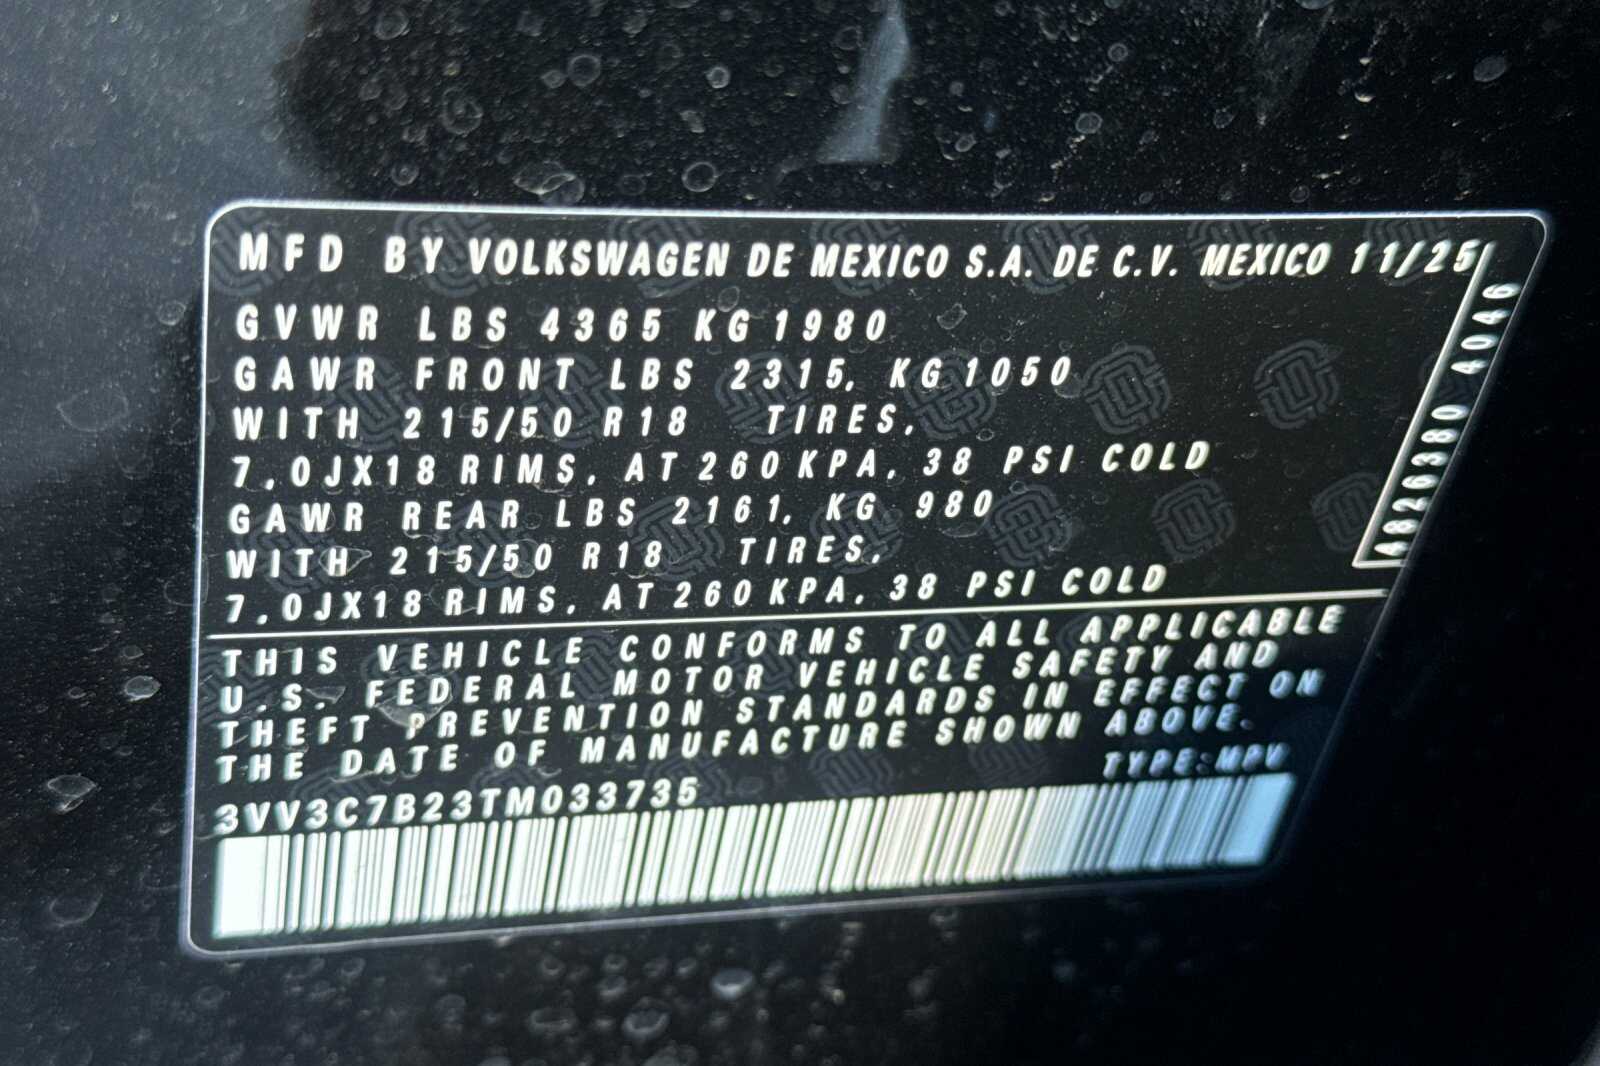 MFD BY VOLKSWAGEN DE MEXICO S.A. DE C.V. MEXICO 11/25
GVWR LBS 4365 KG 1980
GAWR FRONT LBS 2315, KG 1050
WITH 215/50 R18 TIRES,
7.0JX18 RIMS, AT 260 KPA, 38 PSI COLD
GAWR REAR LBS 2161, KG 980
WITH 215/50 R18 TIRES,
7.0JX18 RIMS, AT 260 KPA, 38 PSI COLD
4826380 4046
THIS VEHICLE CONFORMS TO ALL APPLICABLE
U.S. FEDERAL MOTOR VEHICLE SAFETY AND
THEFT PREVENTION STANDARDS IN EFFECT ON
THE DATE OF MANUFACTURE SHOWN ABOVE.
TYPE:MPV
3VV3C7B23TM033735